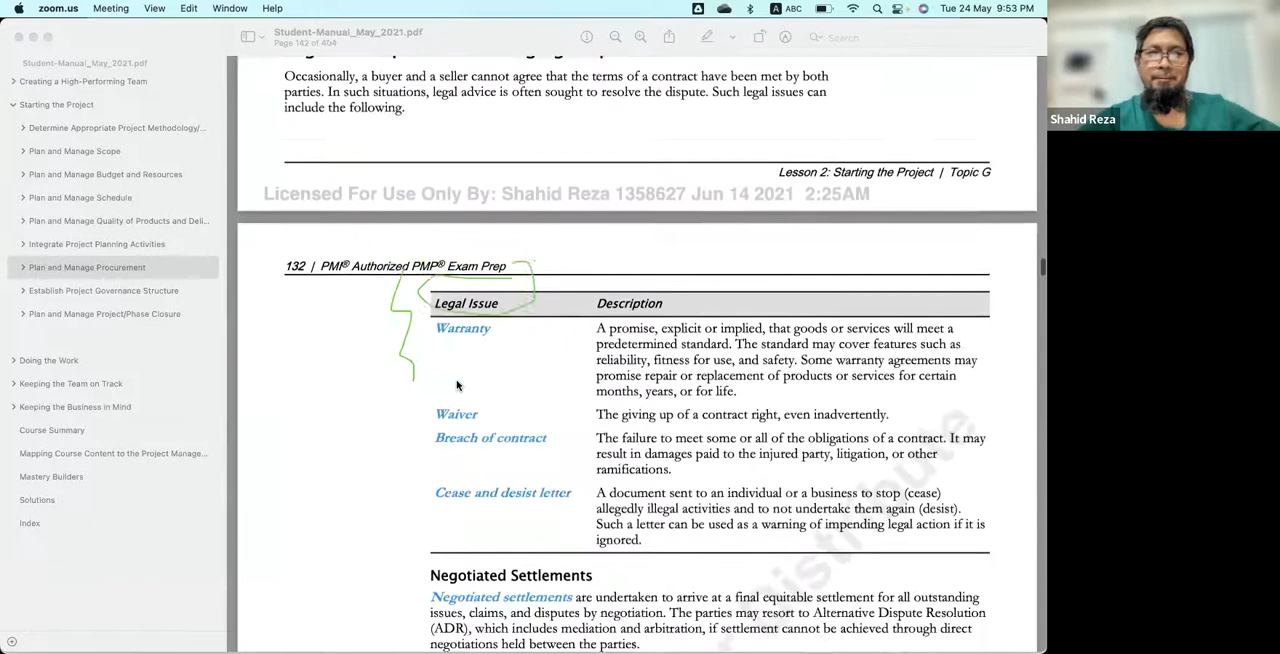 zoom.us Meeting View Edit Window Help ABC Tue 24 May 9:53 PM
Student-Manual_May_2021.pdf
Page 142 of 404
Search
Student-Manual_May_2021.pdf
Creating a High-Performing Team
Starting the Project
Determine Appropriate Project Methodology/...
Plan and Manage Scope
Plan and Manage Budget and Resources
Plan and Manage Schedule
Plan and Manage Quality of Products and Deli...
Integrate Project Planning Activities
Plan and Manage Procurement
Establish Project Governance Structure
Plan and Manage Project/Phase Closure
Doing the Work
Keeping the Team on Track
Keeping the Business in Mind
Course Summary
Mapping Course Content to the Project Manage...
Mastery Builders
Solutions
Index
Occasionally, a buyer and a seller cannot agree that the terms of a contract have been met by both
parties. In such situations, legal advice is often sought to resolve the dispute. Such legal issues can
include the following.
Lesson 2: Starting the Project | Topic G
Licensed For Use Only By: Shahid Reza 1358627 Jun 14 2021 2:25AM
132 | PMI® Authorized PMP® Exam Prep
Legal Issue Description
Warranty A promise, explicit or implied, that goods or services will meet a
predetermined standard. The standard may cover features such as
reliability, fitness for use, and safety. Some warranty agreements may
promise repair or replacement of products or services for certain
months, years, or for life.
Waiver The giving up of a contract right, even inadvertently.
Breach of contract The failure to meet some or all of the obligations of a contract. It may
result in damages paid to the injured party, litigation, or other
ramifications.
Cease and desist letter A document sent to an individual or a business to stop (cease)
allegedly illegal activities and to not undertake them again (desist).
Such a letter can be used as a warning of impending legal action if it is
ignored.
Negotiated Settlements
Negotiated settlements are undertaken to arrive at a final equitable settlement for all outstanding
issues, claims, and disputes by negotiation. The parties may resort to Alternative Dispute Resolution
(ADR), which includes mediation and arbitration, if settlement cannot be achieved through direct
negotiations held between the parties.
Distribute
Shahid Reza